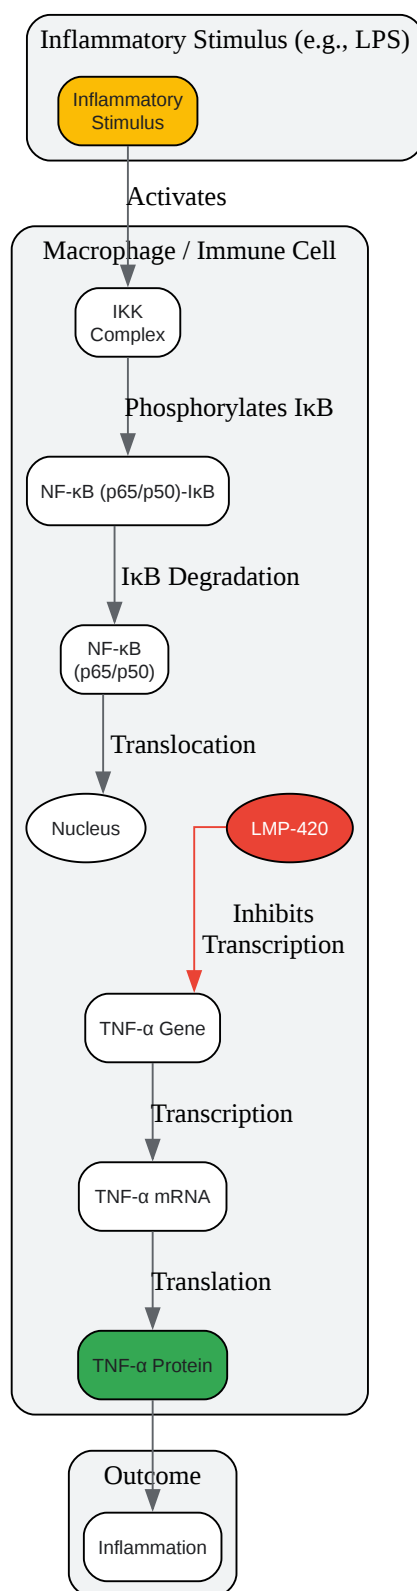 Inflammatory Stimulus (e.g., LPS)
Inflammatory
Stimulus
Activates
Macrophage / Immune Cell
IKK
Complex
Phosphorylates IκB
NF-κB (p65/p50)-IκB
IκB Degradation
NF-κB
(p65/p50)
Translocation
Nucleus
LMP-420
Inhibits
Transcription
TNF-α Gene
Transcription
TNF-α mRNA
Translation
TNF-α Protein
Outcome
Inflammation